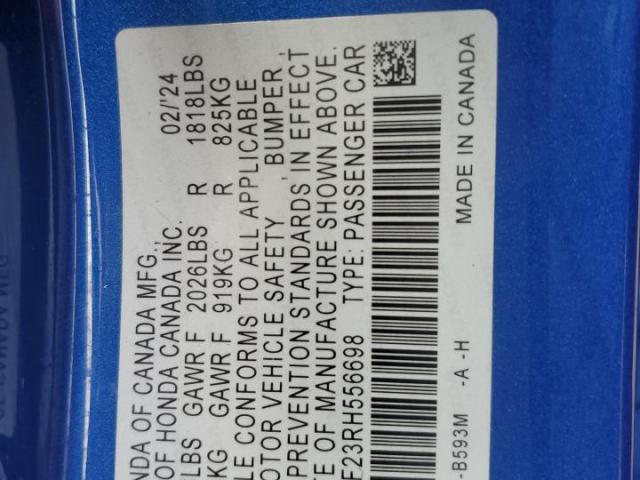 NDA OF CANADA MFG., 02/'24
OF HONDA CANADA INC.
LBS GAWR F 2026LBS R 1818LBS
KG GAWR F 919KG R 825KG
LE CONFORMS TO ALL APPLICABLE
OTOR VEHICLE SAFETY , BUMPER,
PREVENTION STANDARDS IN EFFECT
TE OF MANUFACTURE SHOWN ABOVE.
F23RH556698 TYPE: PASSENGER CAR
-B593M -A -H MADE IN CANADA